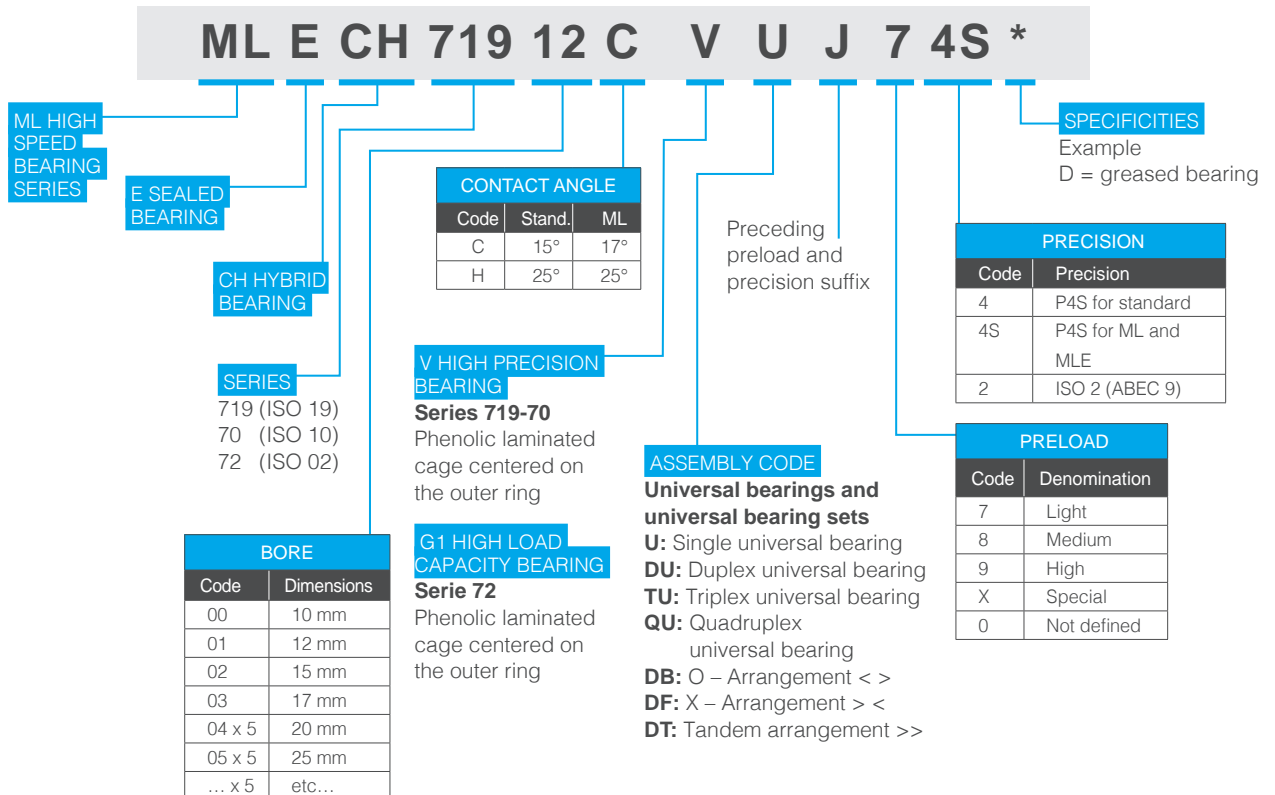 ML E CH 719 12 C V U J 7 4S *
ML HIGH
SPEED
BEARING
SERIES
E SEALED
BEARING
CH HYBRID
BEARING
SERIES
719 (ISO 19)
70 (ISO 10)
72 (ISO 02)
BORE
Code Dimensions
00 10 mm
01 12 mm
02 15 mm
03 17 mm
04 x 5 20 mm
05 x 5 25 mm
... x 5 etc...
CONTACT ANGLE
Code Stand. ML
C 15° 17°
H 25° 25°
V HIGH PRECISION
BEARING
Series 719-70
Phenolic laminated
cage centered on
the outer ring
G1 HIGH LOAD
CAPACITY BEARING
Serie 72
Phenolic laminated
cage centered on
the outer ring
ASSEMBLY CODE
Universal bearings and
universal bearing sets
U: Single universal bearing
DU: Duplex universal bearing
TU: Triplex universal bearing
QU: Quadruplex
universal bearing
DB: O – Arrangement < >
DF: X – Arrangement > <
DT: Tandem arrangement >>
Preceding
preload and
precision suffix
PRELOAD
Code Denomination
7 Light
8 Medium
9 High
X Special
0 Not defined
PRECISION
Code Precision
4 P4S for standard
4S P4S for ML and
MLE
2 ISO 2 (ABEC 9)
SPECIFICITIES
Example
D = greased bearing